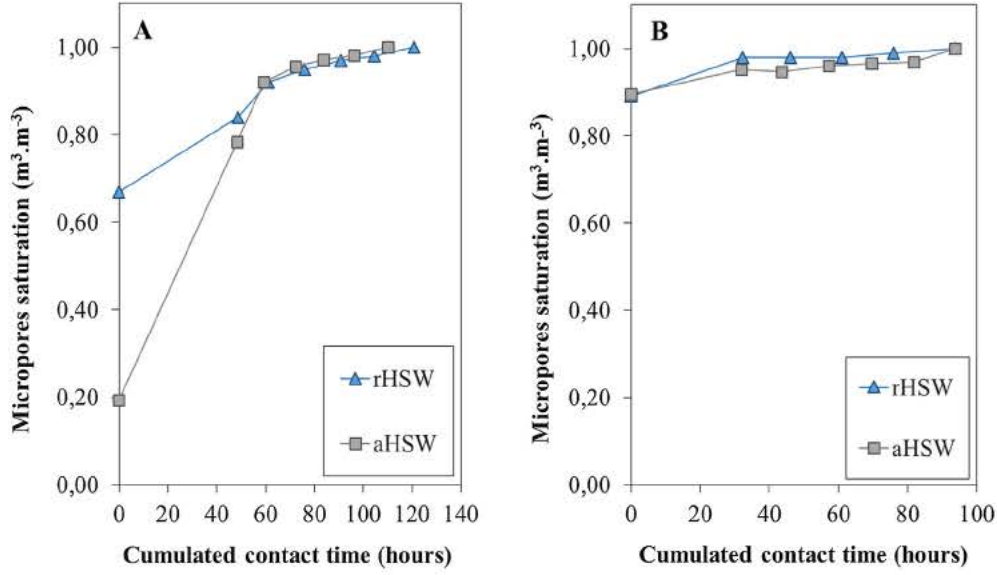 A
Micropores saturation (m³.m-³)
1,00
0,80
0,60
0,40
0,20
0,00
rHSW
aHSW
0 20 40 60 80 100 120 140
Cumulated contact time (hours)
B
Micropores saturation (m³.m-³)
1,00
0,80
0,60
0,40
0,20
0,00
rHSW
aHSW
0 20 40 60 80 100
Cumulated contact time (hours)